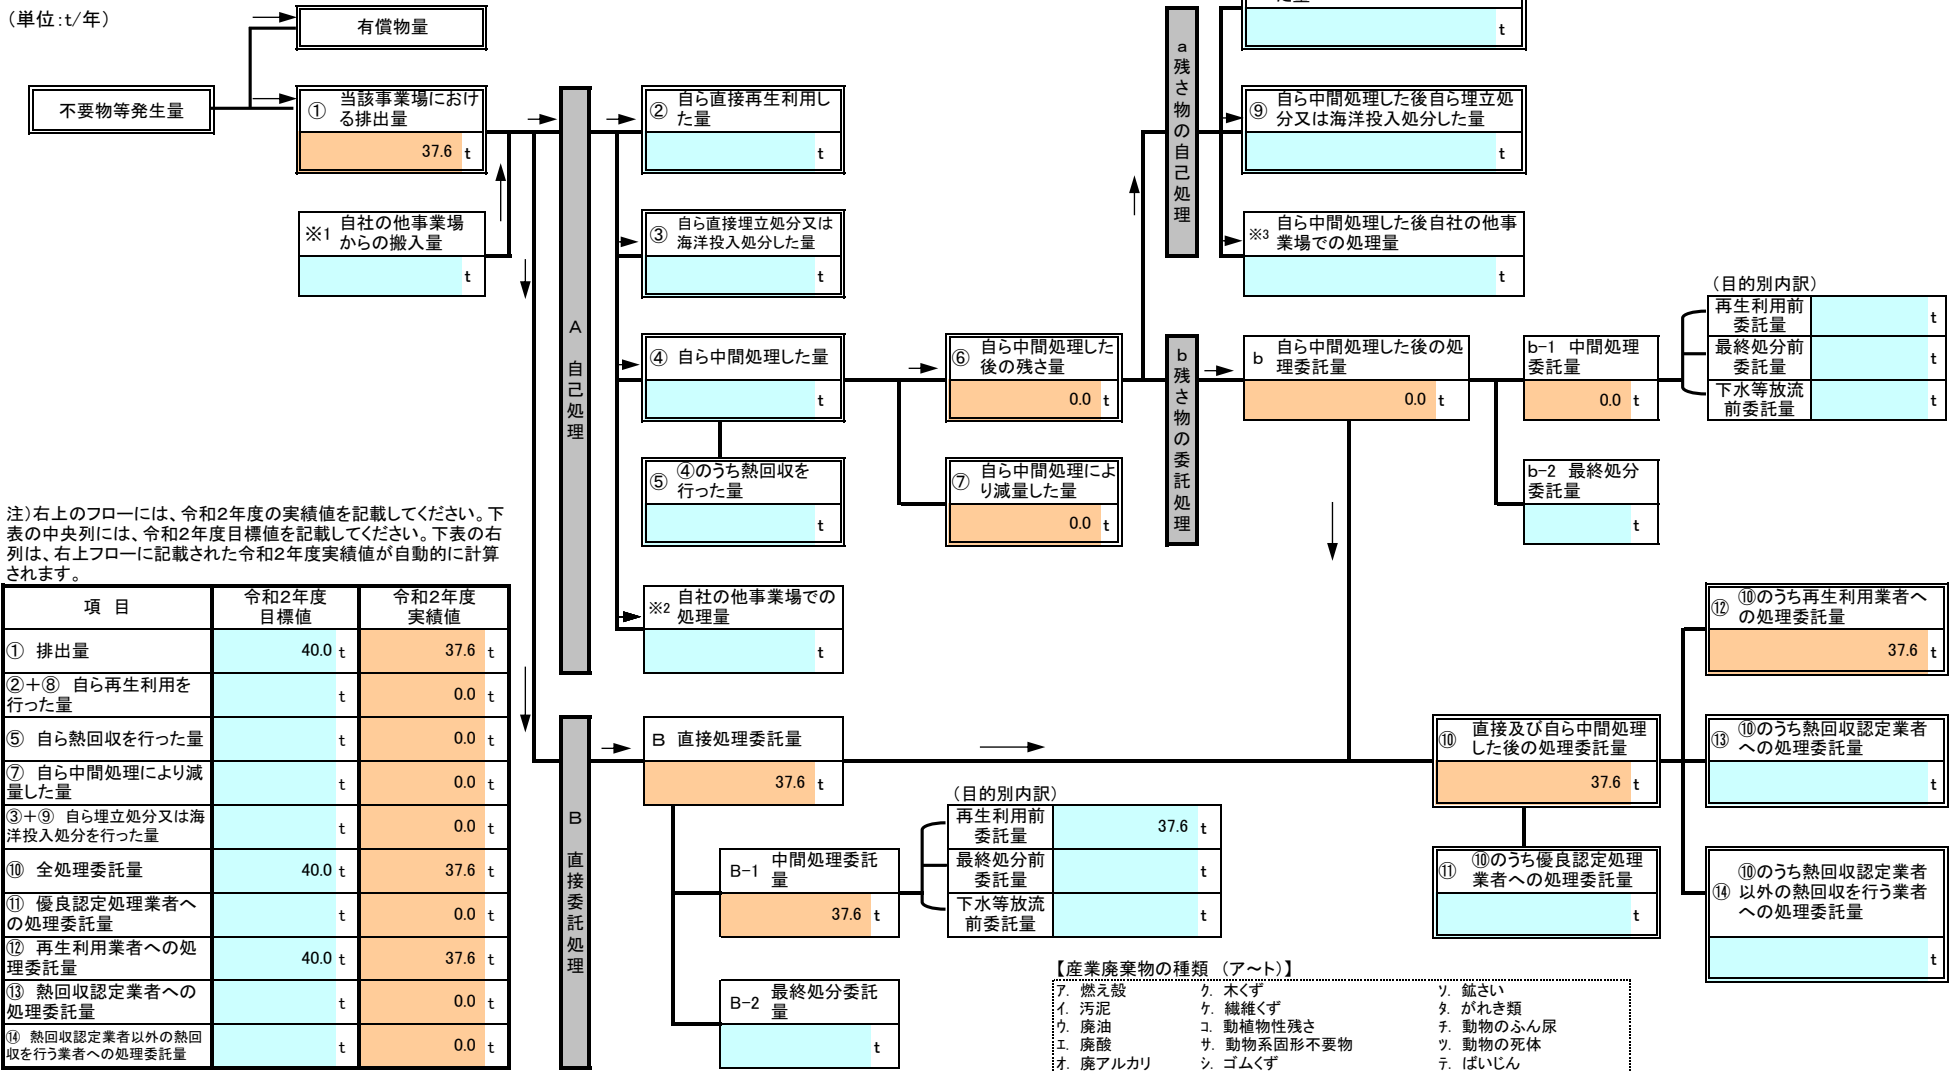 (単位:t/年)
有償物量
不要物等発生量
① 当該事業場におけ
る排出量
37.6 t
※1 自社の他事業場
からの搬入量
t
A 自己処理
② 自ら直接再生利用し
た量
t
③ 自ら直接埋立処分又は
海洋投入処分した量
t
④ 自ら中間処理した量
t
⑤ ④のうち熱回収を
行った量
t
※2 自社の他事業場での
処理量
t
⑥ 自ら中間処理した
後の残さ量
0.0 t
⑦ 自ら中間処理によ
り減量した量
0.0 t
a 残さ物の自己処理
t
⑨ 自ら中間処理した後自ら埋立処
分又は海洋投入処分した量
t
※3 自ら中間処理した後自社の他事
業場での処理量
t
b 残さ物の委託処理
b 自ら中間処理した後の処
理委託量
0.0 t
b-1 中間処理
委託量
0.0 t
b-2 最終処分
委託量
t
(目的別内訳)
再生利用前
委託量 t
最終処分前
委託量 t
下水等放流
前委託量 t
注)右上のフローには、令和2年度の実績値を記載してください。下
表の中央列には、令和2年度目標値を記載してください。下表の右
列は、右上フローに記載された令和2年度実績値が自動的に計算
されます。
項 目 令和2年度 目標値 令和2年度 実績値
① 排出量 40.0 t 37.6 t
②+⑧ 自ら再生利用を
行った量 t 0.0 t
⑤ 自ら熱回収を行った量 t 0.0 t
⑦ 自ら中間処理により減
量した量 t 0.0 t
③+⑨ 自ら埋立処分又は海
洋投入処分を行った量 t 0.0 t
⑩ 全処理委託量 40.0 t 37.6 t
⑪ 優良認定処理業者へ
の処理委託量 t 0.0 t
⑫ 再生利用業者への処
理委託量 40.0 t 37.6 t
⑬ 熱回収認定業者への
処理委託量 t 0.0 t
⑭ 熱回収認定業者以外の熱回
収を行う業者への処理委託量 t 0.0 t
B 直接委託処理
B 直接処理委託量
37.6 t
B-1 中間処理委託
量
37.6 t
B-2 最終処分委託
量
t
(目的別内訳)
再生利用前
委託量 37.6 t
最終処分前
委託量 t
下水等放流
前委託量 t
⑩ 直接及び自ら中間処理
した後の処理委託量
37.6 t
⑪ ⑩のうち優良認定処理
業者への処理委託量
t
⑫ ⑩のうち再生利用業者へ
の処理委託量
37.6 t
⑬ ⑩のうち熱回収認定業者
への処理委託量
t
⑭ ⑩のうち熱回収認定業者
以外の熱回収を行う業者
への処理委託量
t
【産業廃棄物の種類 (ア~ト)】
ア. 燃え殻 ク. 木くず ソ. 鉱さい
イ. 汚泥 ケ. 繊維くず タ. がれき類
ウ. 廃油 コ. 動植物性残さ チ. 動物のふん尿
エ. 廃酸 サ. 動物系固形不要物 ツ. 動物の死体
オ. 廃アルカリ シ. ゴムくず テ. ばいじん